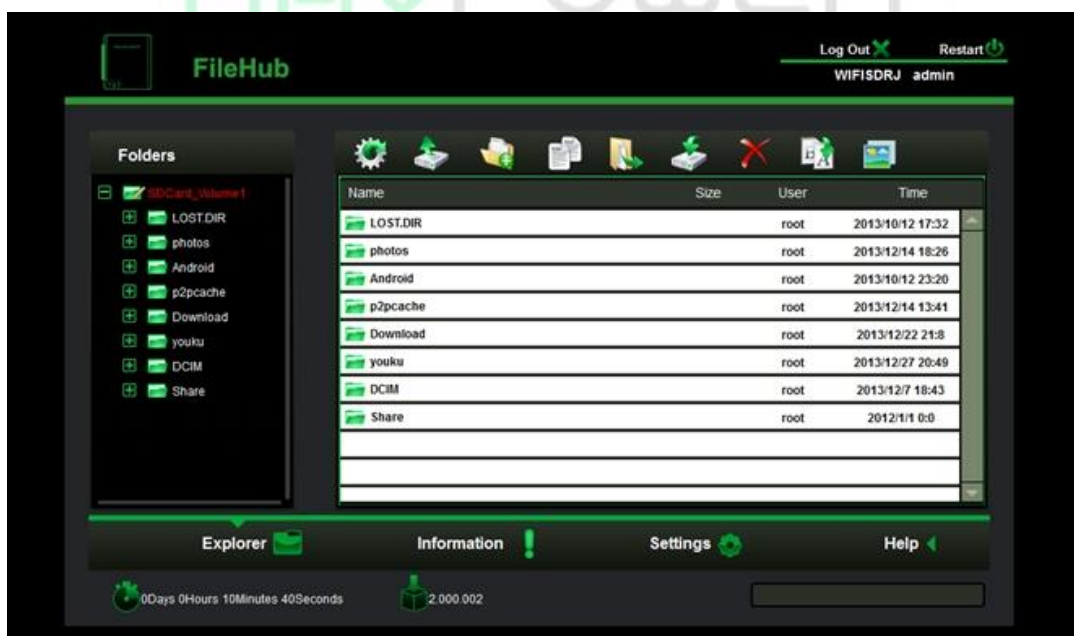 FileHub
Log Out Restart
WIFISDRJ admin
Folders
SDCard_Volume1
LOST.DIR
photos
Android
p2pcache
Download
youku
DCIM
Share
Name Size User Time
LOST.DIR root 2013/10/12 17:32
photos root 2013/12/14 18:26
Android root 2013/10/12 23:20
p2pcache root 2013/12/14 13:41
Download root 2013/12/22 21:8
youku root 2013/12/27 20:49
DCIM root 2013/12/7 18:43
Share root 2012/1/1 0:0
Explorer Information Settings Help
0Days 0Hours 10Minutes 40Seconds 2.000.002